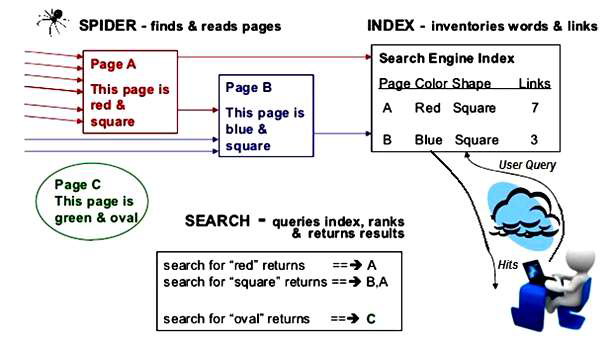 SPIDER - finds & reads pages
INDEX - inventories words & links
Page A
This page is
red &
square
Page B
This page is
blue &
square
Page C
This page is
green & oval
Search Engine Index
Page Color Shape Links
A Red Square 7
B Blue Square 3
User Query
Hits
SEARCH - queries index, ranks
& returns results
search for “red” returns ==➔ A
search for “square” returns ==➔ B,A
search for “oval” returns ==➔ C